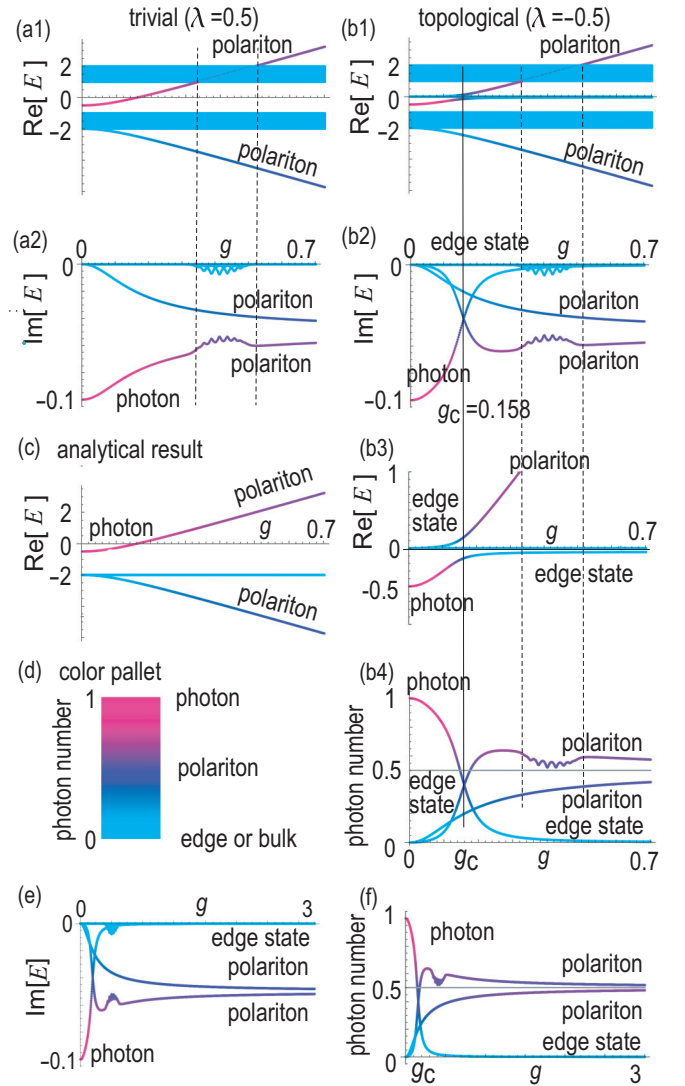 trivial (λ =0.5)
topological (λ =−0.5)
(a1)
polariton
2
0
−2
Re[ E ]
polariton
(b1)
polariton
2
0
−2
Re[ E ]
polariton
(a2)
0
g
0.7
0
−0.1
Im[ E ]
polariton
polariton
photon
(b2)
0
edge state
g
0.7
0
−0.1
Im[ E ]
polariton
polariton
photon
gC =0.158
(c) analytical result
2
0
−2
Re[ E ]
photon
polariton
g
0.7
polariton
(b3)
1
0
−0.5
Re[ E ]
edge
state
polariton
g
0.7
edge state
photon
(d) color pallet
1
0
photon number
photon
polariton
edge or bulk
(b4)
photon
1
0.5
0
photon number
edge
state
polariton
polariton
edge state
0
gC
g
0.7
(e)
0
g
3
0
−0.1
Im[E]
edge state
polariton
polariton
photon
(f)
1
0.5
0
photon number
photon
polariton
polariton
edge state
0
gC
g
3